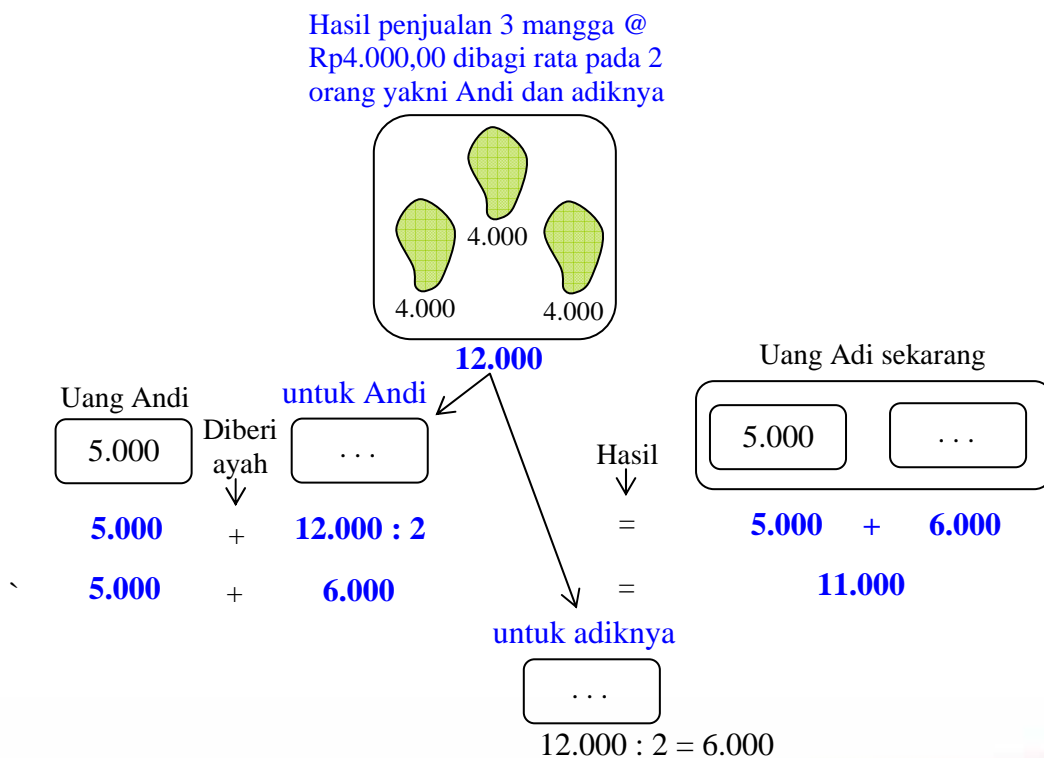 Hasil penjualan 3 mangga @
Rp4.000,00 dibagi rata pada 2
orang yakni Andi dan adiknya
4.000
4.000
4.000
12.000
Uang Andi
5.000
Diberi
ayah
untuk Andi
. . .
Hasil
Uang Adi sekarang
5.000
. . .
5.000 + 12.000 : 2 = 5.000 + 6.000
` 5.000 + 6.000 = 11.000
untuk adiknya
. . .
12.000 : 2 = 6.000